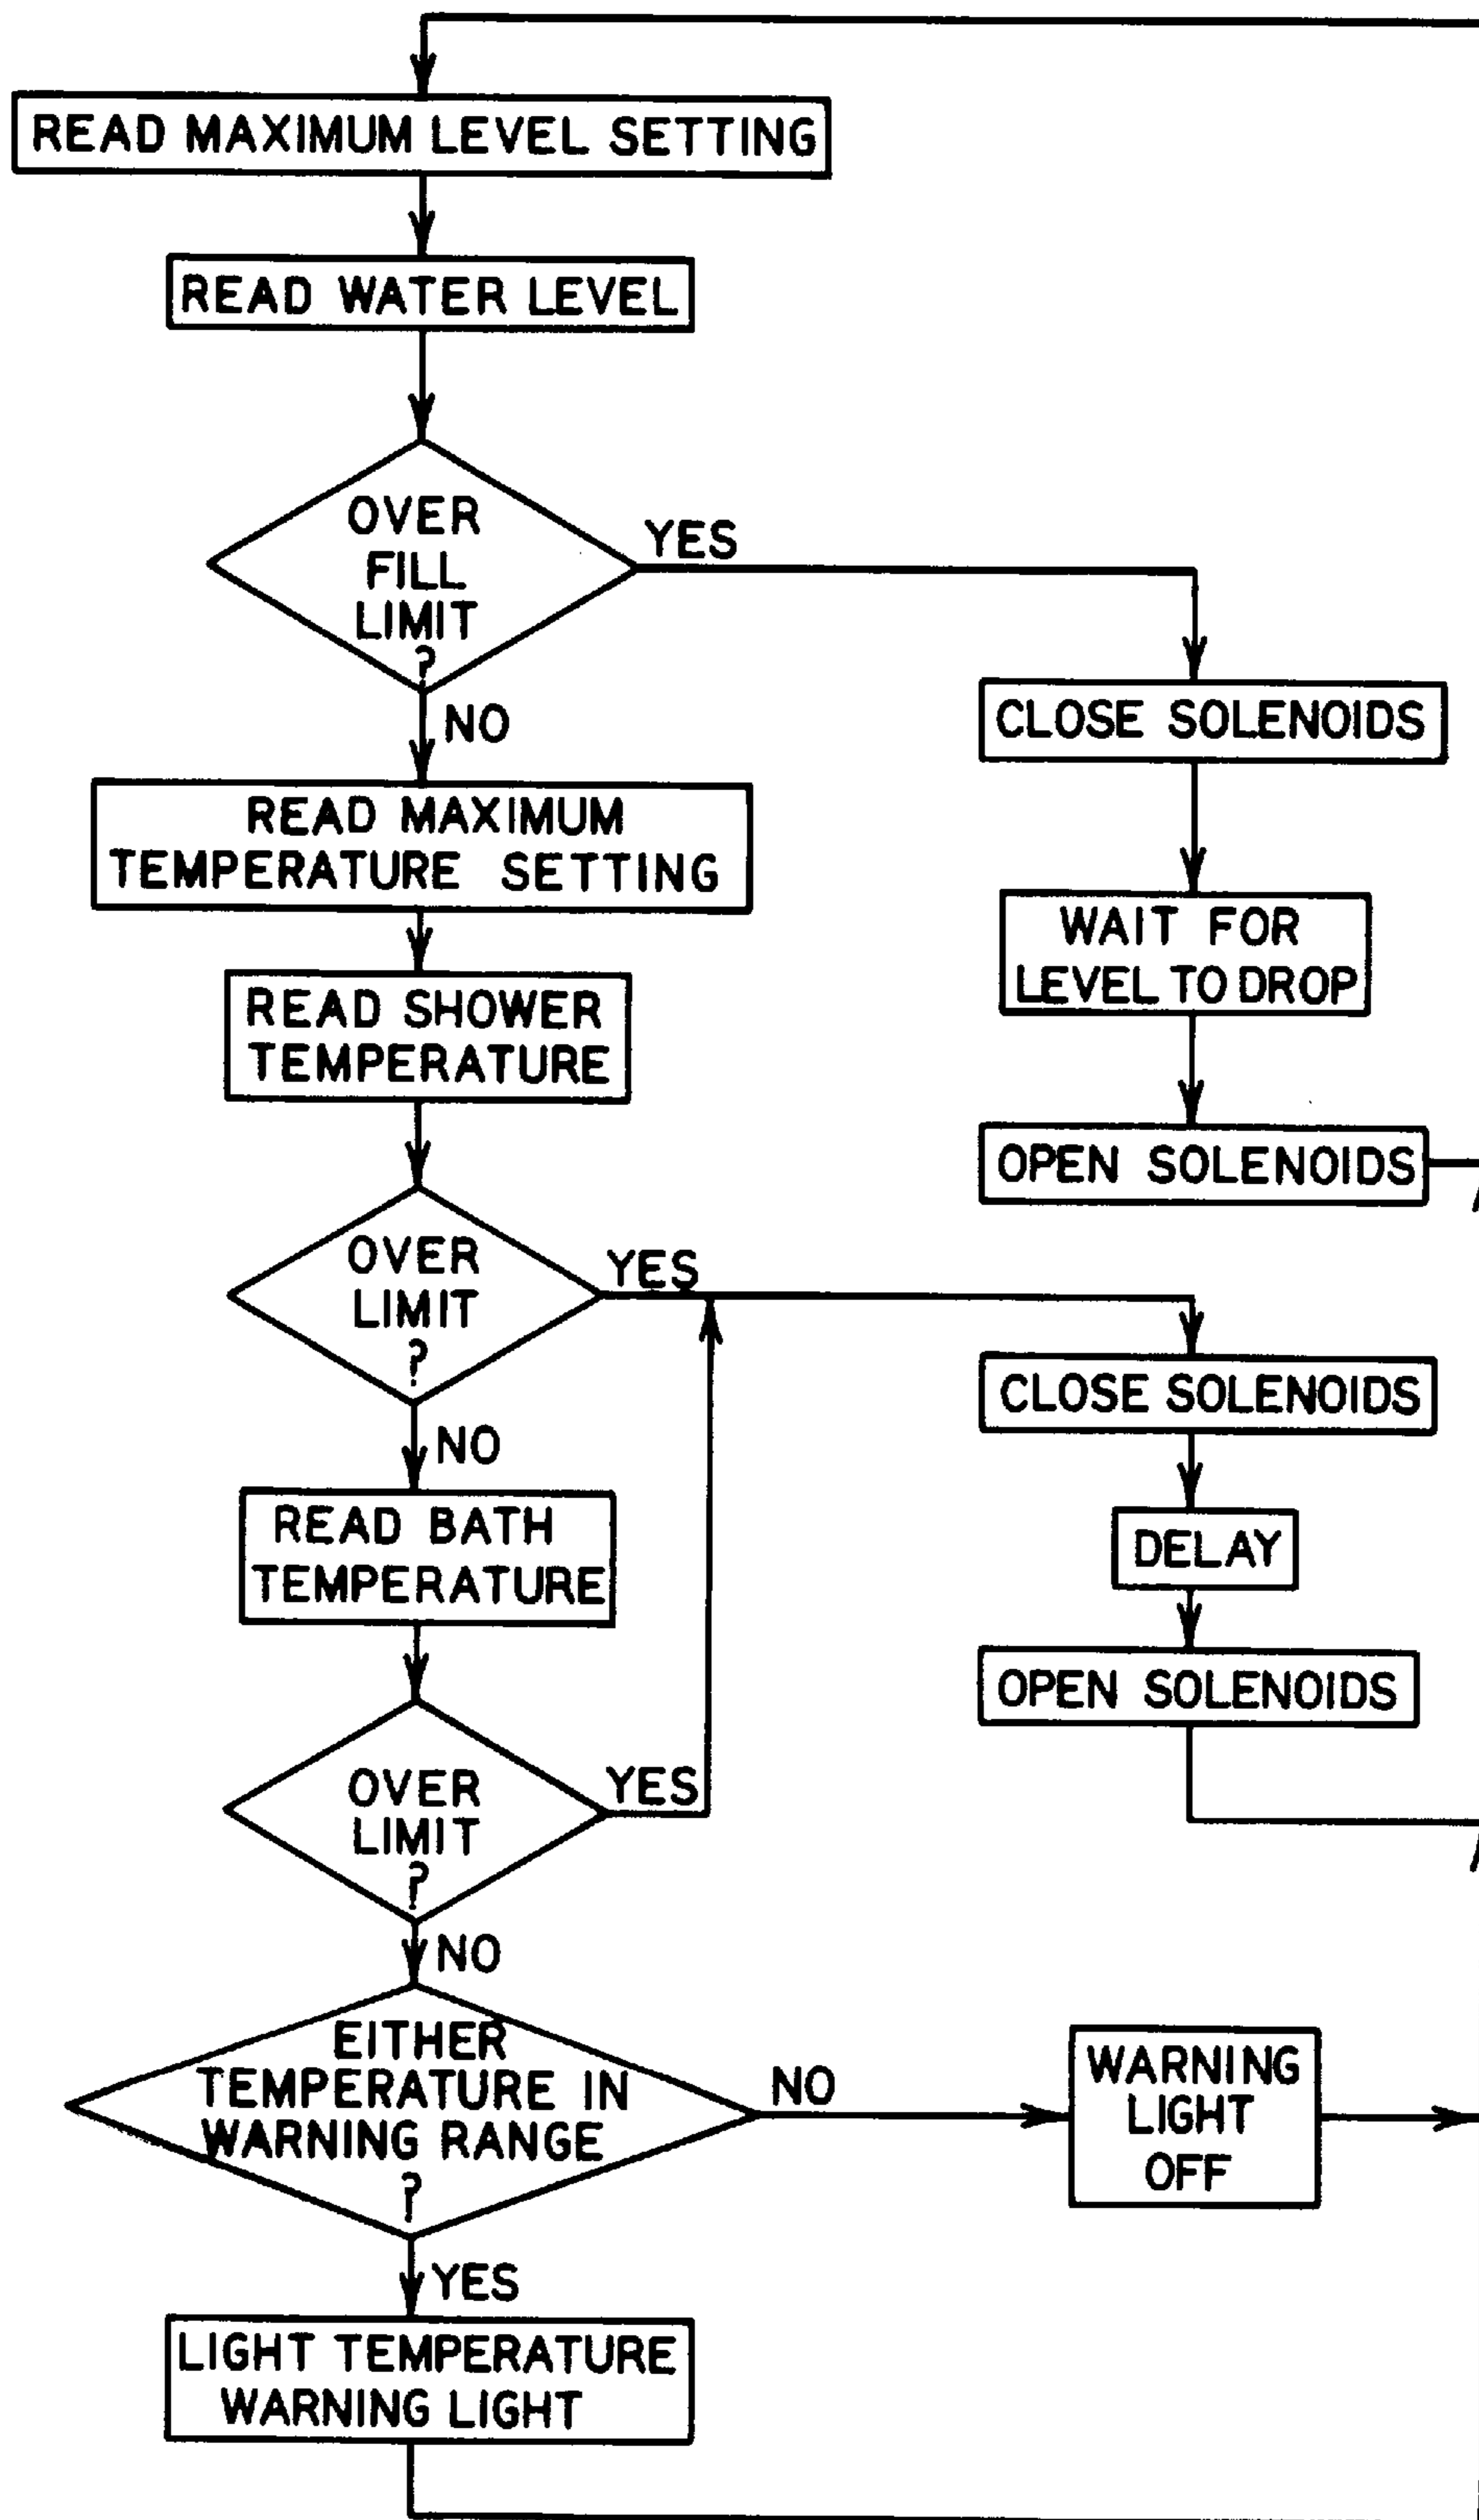 READ MAXIMUM LEVEL SETTING
READ WATER LEVEL
OVER
FILL
LIMIT
?
YES
NO
CLOSE SOLENOIDS
WAIT FOR
LEVEL TO DROP
OPEN SOLENOIDS
READ MAXIMUM
TEMPERATURE SETTING
READ SHOWER
TEMPERATURE
OVER
LIMIT
?
YES
NO
CLOSE SOLENOIDS
DELAY
OPEN SOLENOIDS
READ BATH
TEMPERATURE
OVER
LIMIT
?
YES
NO
EITHER
TEMPERATURE IN
WARNING RANGE
?
NO
WARNING
LIGHT
OFF
YES
LIGHT TEMPERATURE
WARNING LIGHT